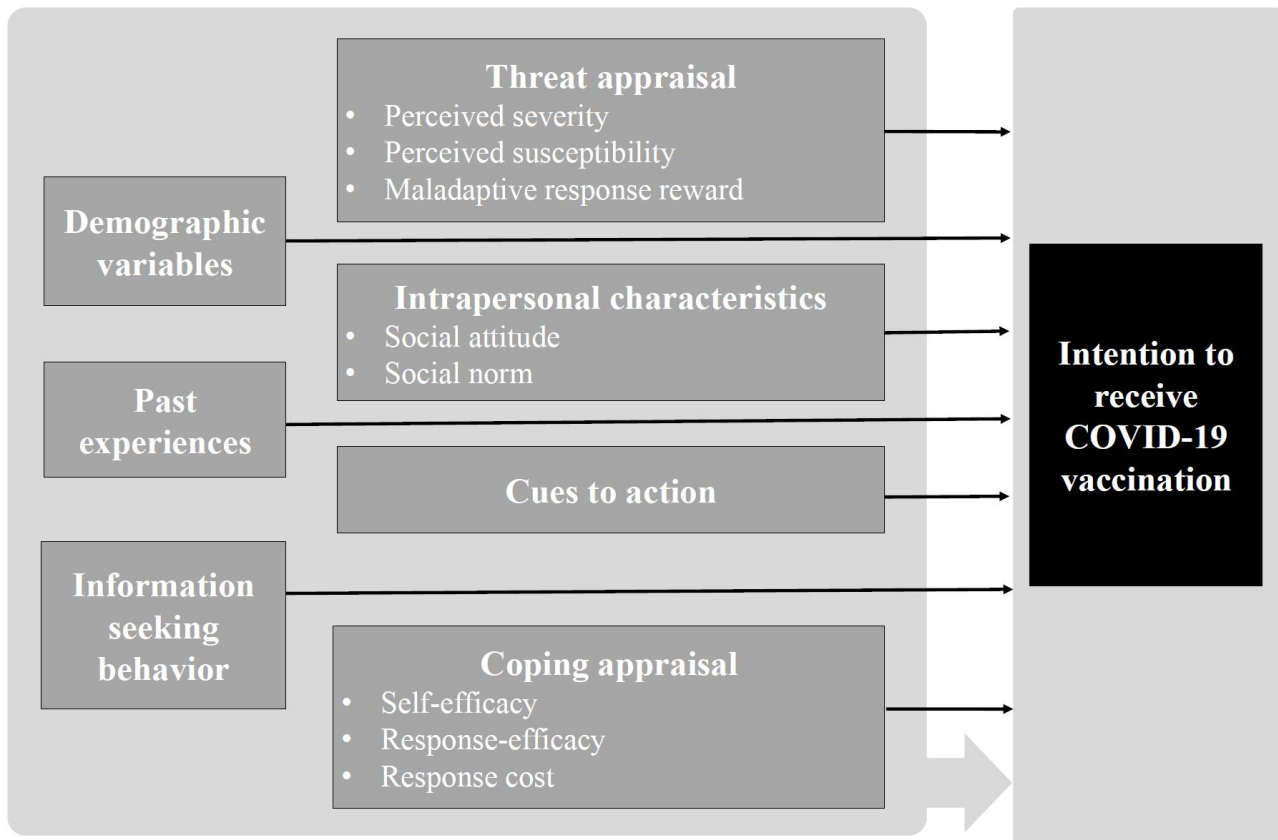 Threat appraisal
• Perceived severity
• Perceived susceptibility
• Maladaptive response reward
Demographic
variables
Intrapersonal characteristics
• Social attitude
• Social norm
Past
experiences
Cues to action
Information
seeking
behavior
Coping appraisal
• Self-efficacy
• Response-efficacy
• Response cost
Intention to
receive
COVID-19
vaccination